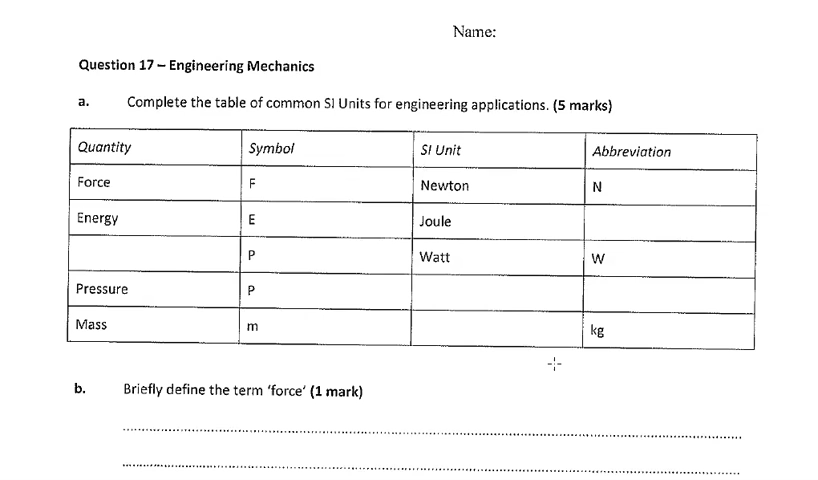 Name:
Question 17 – Engineering Mechanics
a. Complete the table of common SI Units for engineering applications. (5 marks)
Quantity Symbol SI Unit Abbreviation
Force F Newton N
Energy E Joule
P Watt W
Pressure P
Mass m kg
b. Briefly define the term ‘force’ (1 mark)